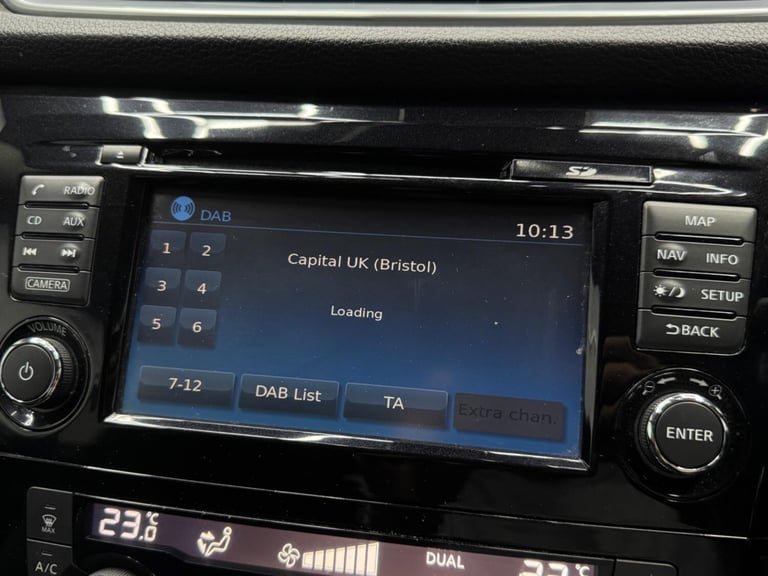 RADIO
CD AUX
CAMERA
VOLUME
SD
DAB
10:13
1 2
3 4
5 6
Capital UK (Bristol)
Loading
7-12
DAB List
TA
Extra chan.
MAP
NAV INFO
SETUP
BACK
ENTER
MAX
A/C
23.0°C
DUAL